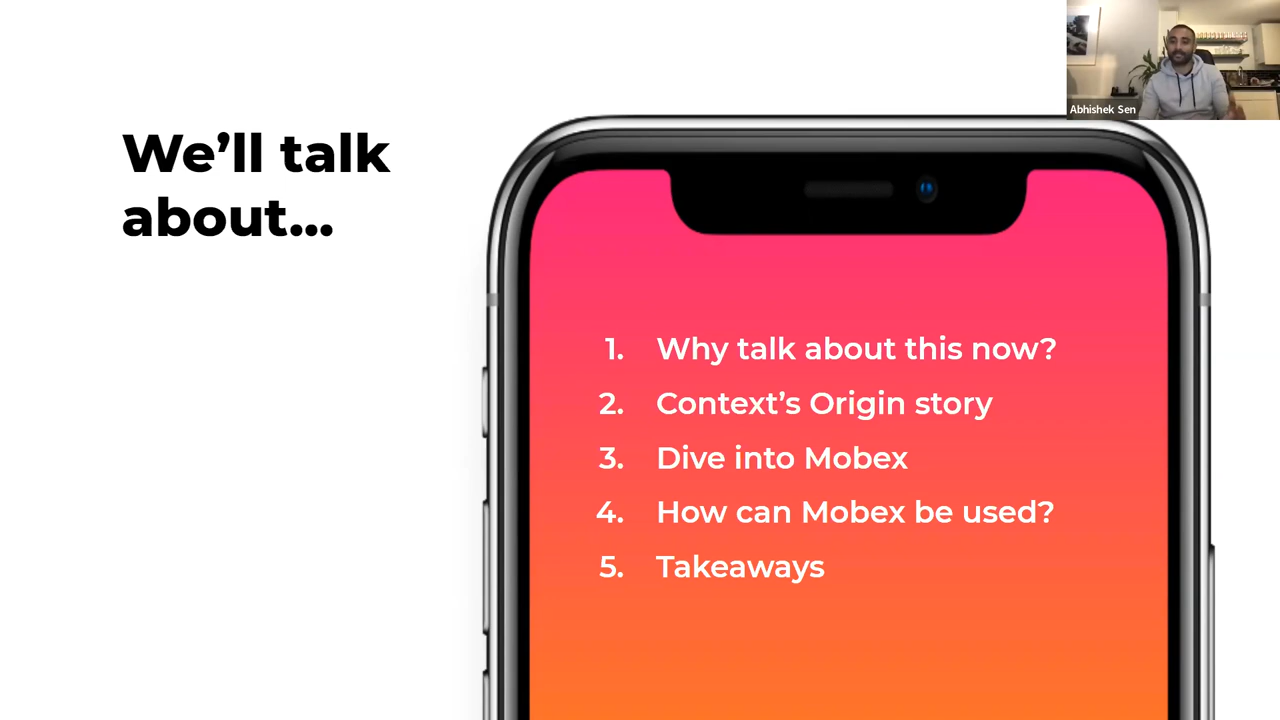 We’ll talk
about...
1. Why talk about this now?
2. Context’s Origin story
3. Dive into Mobex
4. How can Mobex be used?
5. Takeaways
Abhishek Sen